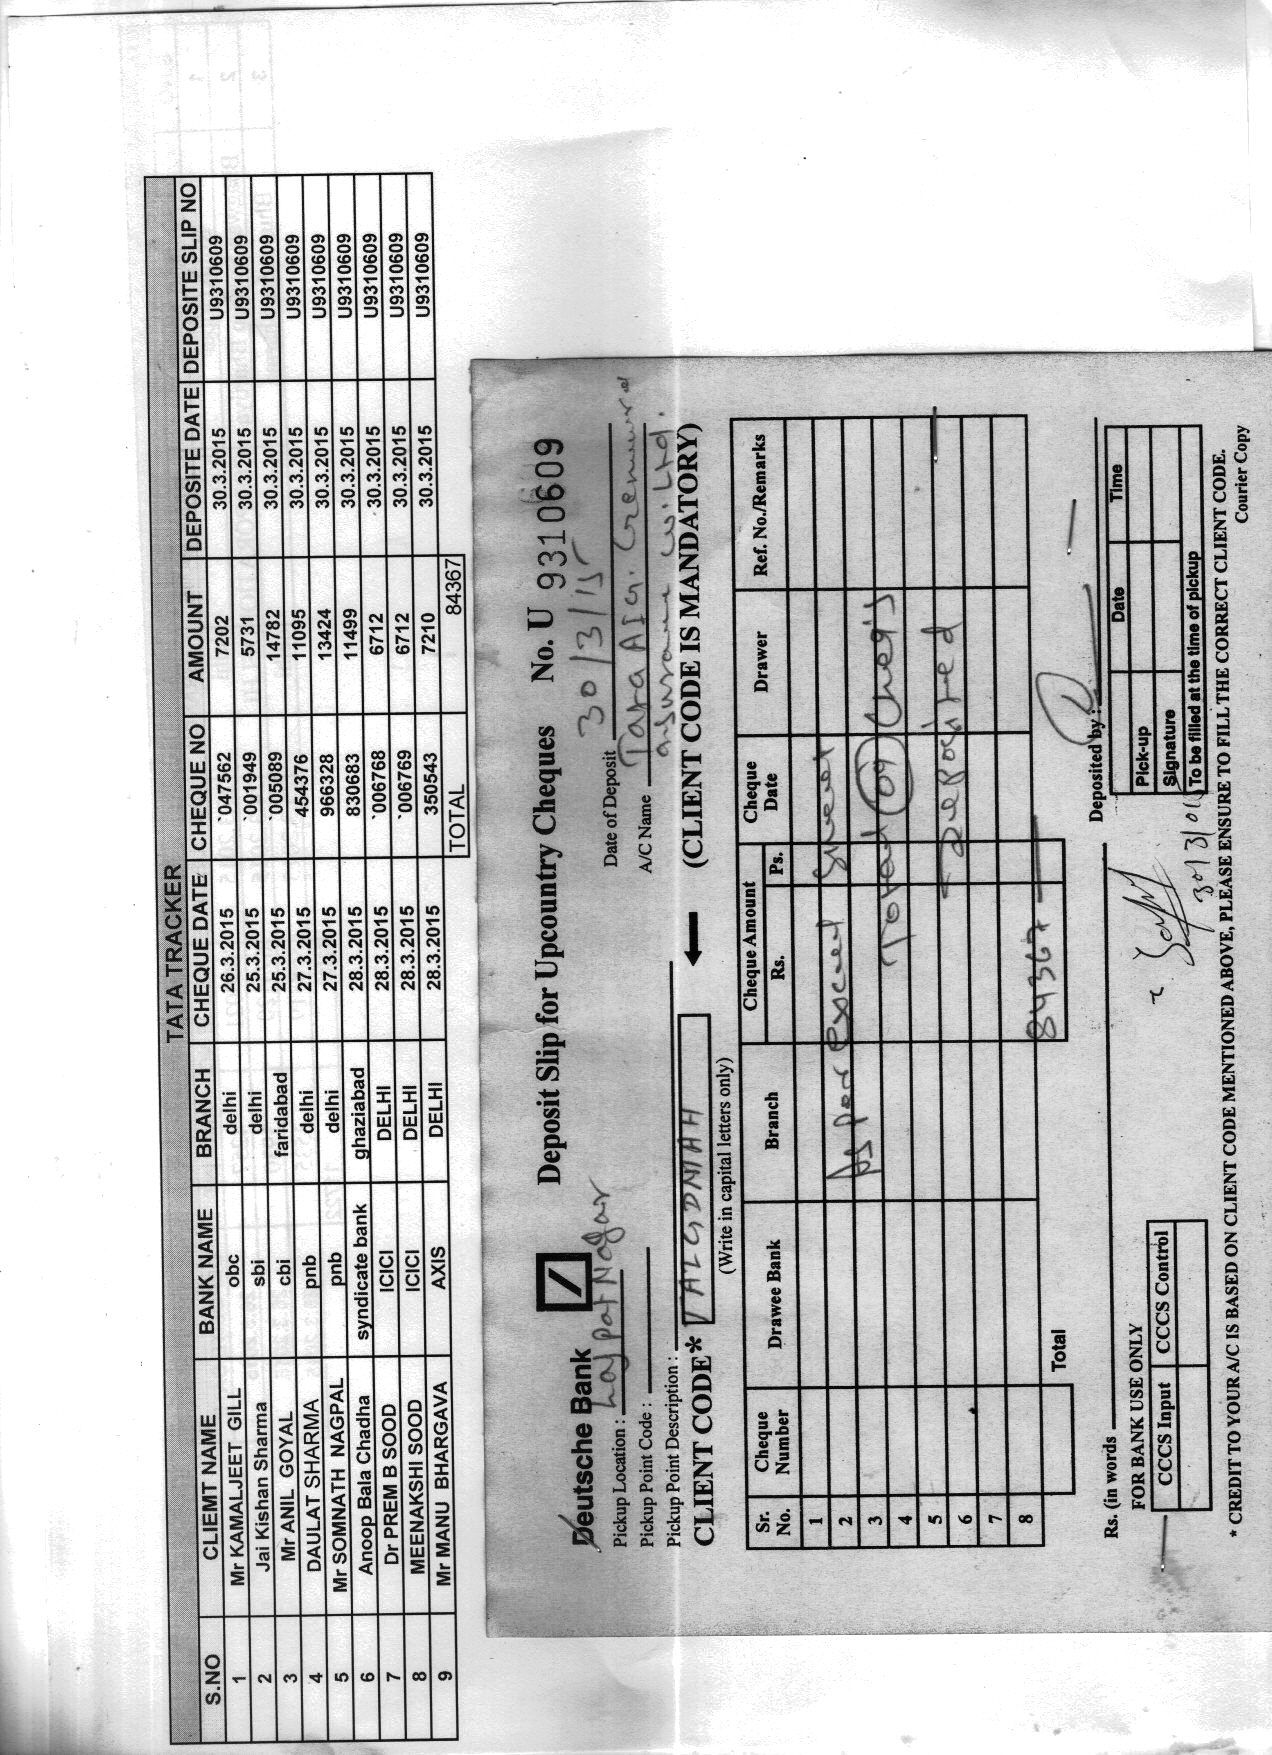 TATA TRACKER
S.NO CLIEMT NAME BANK NAME BRANCH CHEQUE DATE CHEQUE NO AMOUNT DEPOSITE DATE DEPOSITE SLIP NO
1 Mr KAMALJEET GILL obc delhi 26.3.2015 `047562 7202 30.3.2015 U9310609
2 Jai Kishan Sharma sbi delhi 25.3.2015 `001949 5731 30.3.2015 U9310609
3 Mr ANIL GOYAL cbi faridabad 25.3.2015 `005089 14782 30.3.2015 U9310609
4 DAULAT SHARMA pnb delhi 27.3.2015 454376 11095 30.3.2015 U9310609
5 Mr SOMNATH NAGPAL pnb delhi 27.3.2015 966328 13424 30.3.2015 U9310609
6 Anoop Bala Chadha syndicate bank ghaziabad 28.3.2015 830683 11499 30.3.2015 U9310609
7 Dr PREM B SOOD ICICI DELHI 28.3.2015 `006768 6712 30.3.2015 U9310609
8 MEENAKSHI SOOD ICICI DELHI 28.3.2015 `006769 6712 30.3.2015 U9310609
9 Mr MANU BHARGAVA AXIS DELHI 28.3.2015 350543 7210 30.3.2015 U9310609
TOTAL 84367
Deutsche Bank Deposit Slip for Upcountry Cheques No. U 9310609
Pickup Location : Lajpat Nagar Date of Deposit 30/3/15
Pickup Point Code : A/C Name Tata AIG. General
Pickup Point Description : Insurance co. Ltd.
CLIENT CODE* (CLIENT CODE IS MANDATORY)
(Write in capital letters only)
Sr. No. Cheque Number Drawee Bank Branch Cheque Amount Rs. Ps. Cheque Date Drawer Ref. No./Remarks
1
2 As per excel sheet
3
4 Total 09 Cheq's
5
6 Deposited
7
8
Total 84367
Rs. (in words Deposited by :
FOR BANK USE ONLY
CCCS Input CCCS Control
Pick-up Date Time
Signature
To be filled at the time of pickup
* CREDIT TO YOUR A/C IS BASED ON CLIENT CODE MENTIONED ABOVE, PLEASE ENSURE TO FILL THE CORRECT CLIENT CODE.
Courier Copy